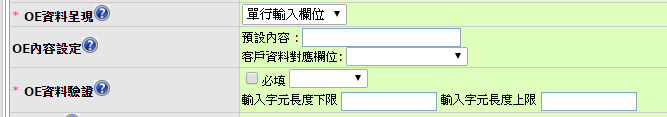 * OE資料呈現 ? 單行輸入欄位
OE內容設定 ? 預設內容：
客戶資料對應欄位:
* OE資料驗證 ? 必填
輸入字元長度下限 輸入字元長度上限